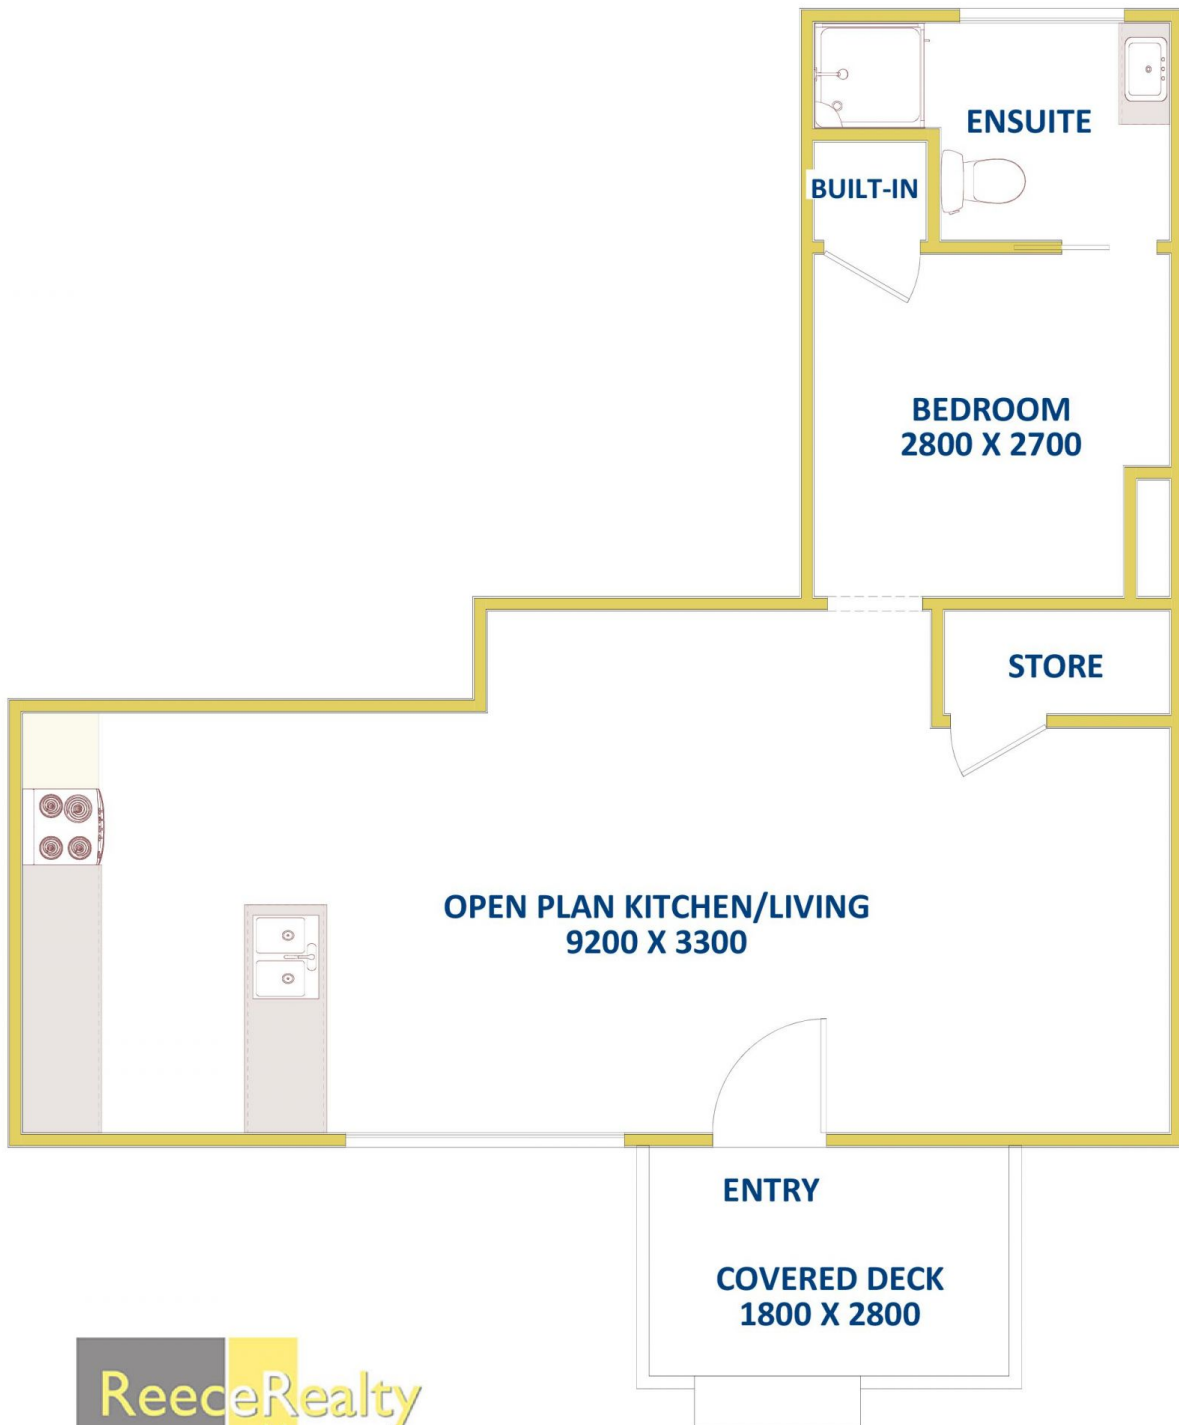 ENSUITE
BUILT-IN
BEDROOM
2800 X 2700
STORE
OPEN PLAN KITCHEN/LIVING
9200 X 3300
ENTRY
COVERED DECK
1800 X 2800
ReeceRealty